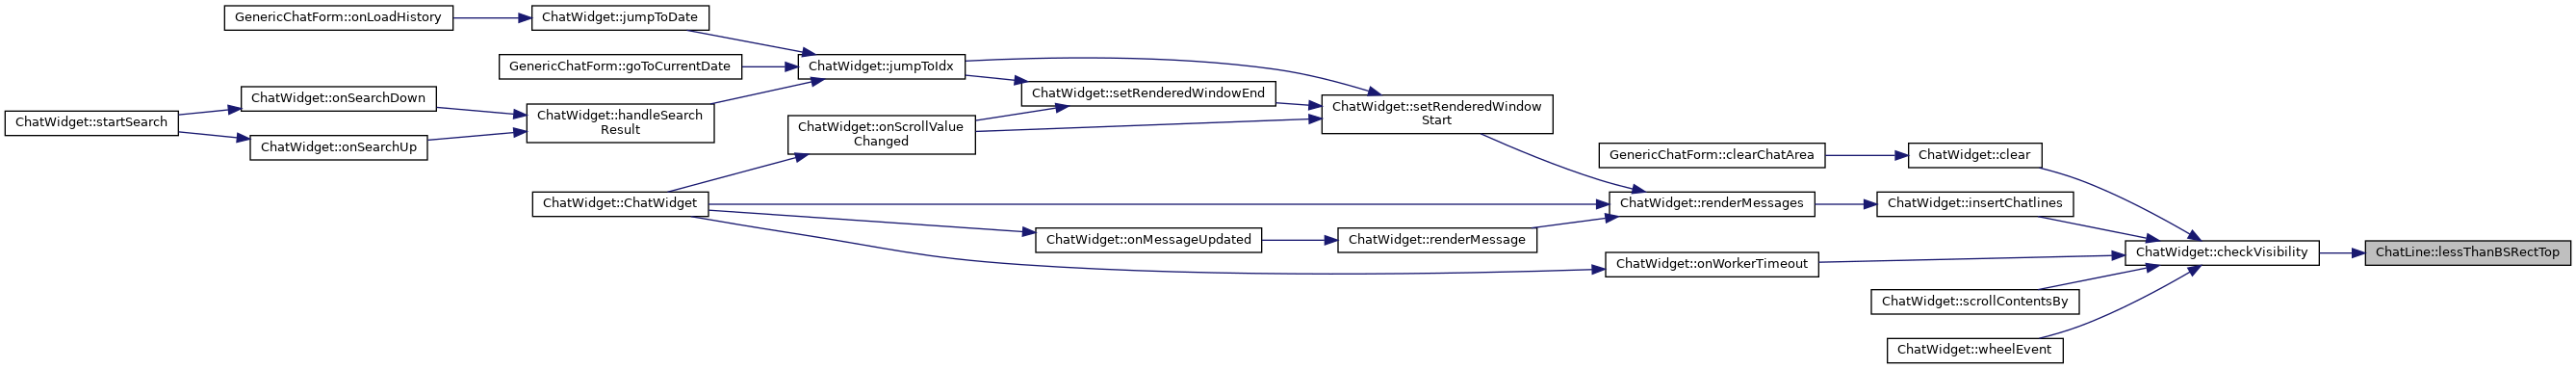 GenericChatForm::onLoadHistory
ChatWidget::jumpToDate
GenericChatForm::goToCurrentDate
ChatWidget::jumpToIdx
ChatWidget::onSearchDown
ChatWidget::setRenderedWindowEnd
ChatWidget::startSearch
ChatWidget::handleSearch
Result
ChatWidget::setRenderedWindow
Start
ChatWidget::onScrollValue
Changed
ChatWidget::onSearchUp
GenericChatForm::clearChatArea
ChatWidget::clear
ChatWidget::ChatWidget
ChatWidget::renderMessages
ChatWidget::insertChatlines
ChatWidget::onMessageUpdated
ChatWidget::renderMessage
ChatWidget::checkVisibility
ChatLine::lessThanBSRectTop
ChatWidget::onWorkerTimeout
ChatWidget::scrollContentsBy
ChatWidget::wheelEvent